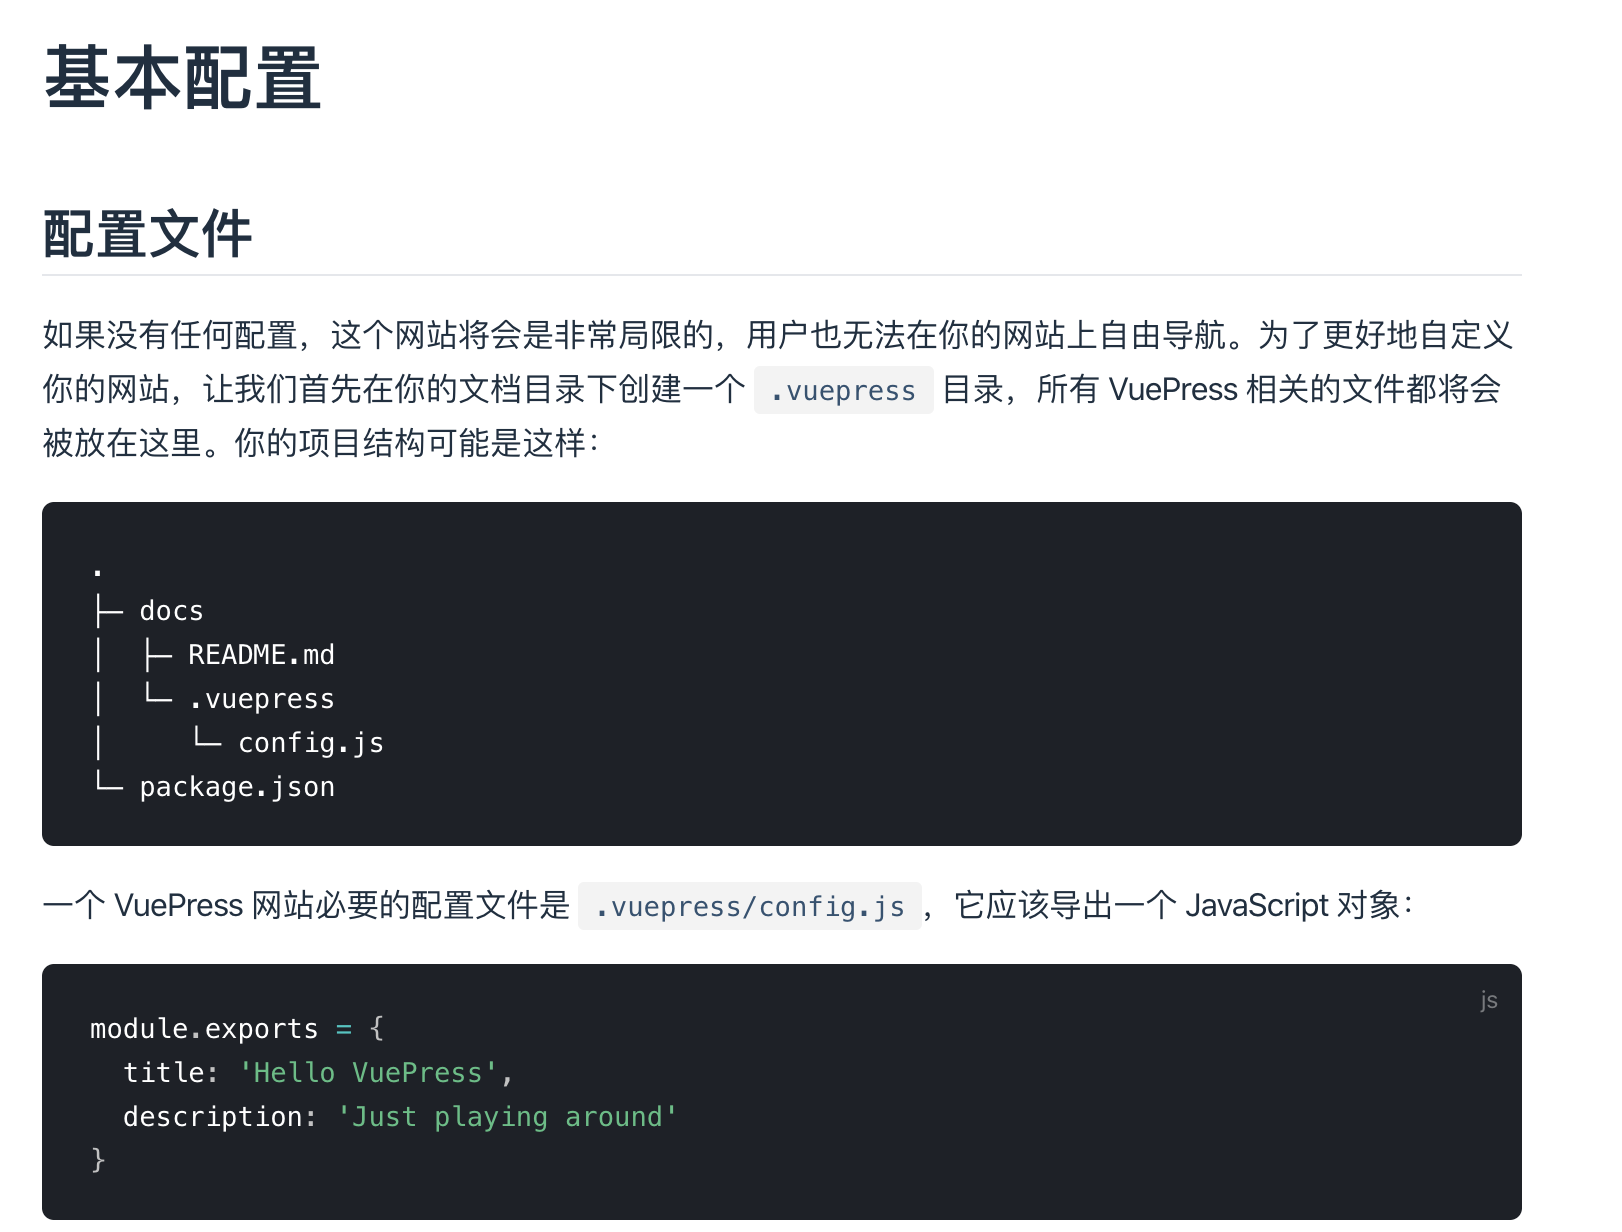 基本配置
配置文件
如果没有任何配置，这个网站将会是非常局限的，用户也无法在你的网站上自由导航。为了更好地自定义
你的网站，让我们首先在你的文档目录下创建一个 .vuepress 目录，所有 VuePress 相关的文件都将会
被放在这里。你的项目结构可能是这样：
.
├─ docs
│  ├─ README.md
│  └─ .vuepress
│     └─ config.js
└─ package.json
一个 VuePress 网站必要的配置文件是 .vuepress/config.js，它应该导出一个 JavaScript 对象：
js
module.exports = {
  title: 'Hello VuePress',
  description: 'Just playing around'
}